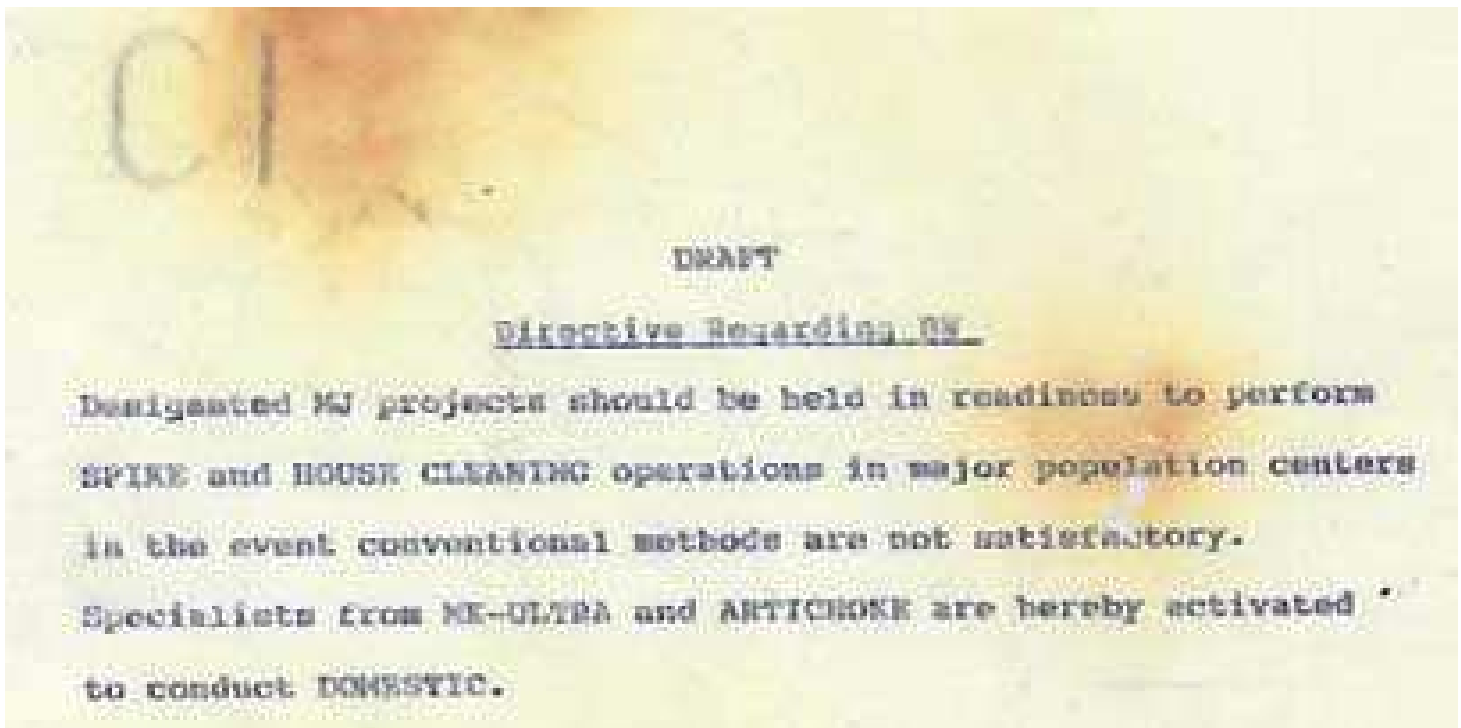 CI
DRAFT
Directive Regarding
Designated MJ projects should be held in readiness to perform
SPIKE and HOUSE CLEANING operations in major population centers
in the event conventional methods are not satisfactory.
Specialists from MK-ULTRA and ARTICHOKE are hereby activated
to conduct DOMESTIC.